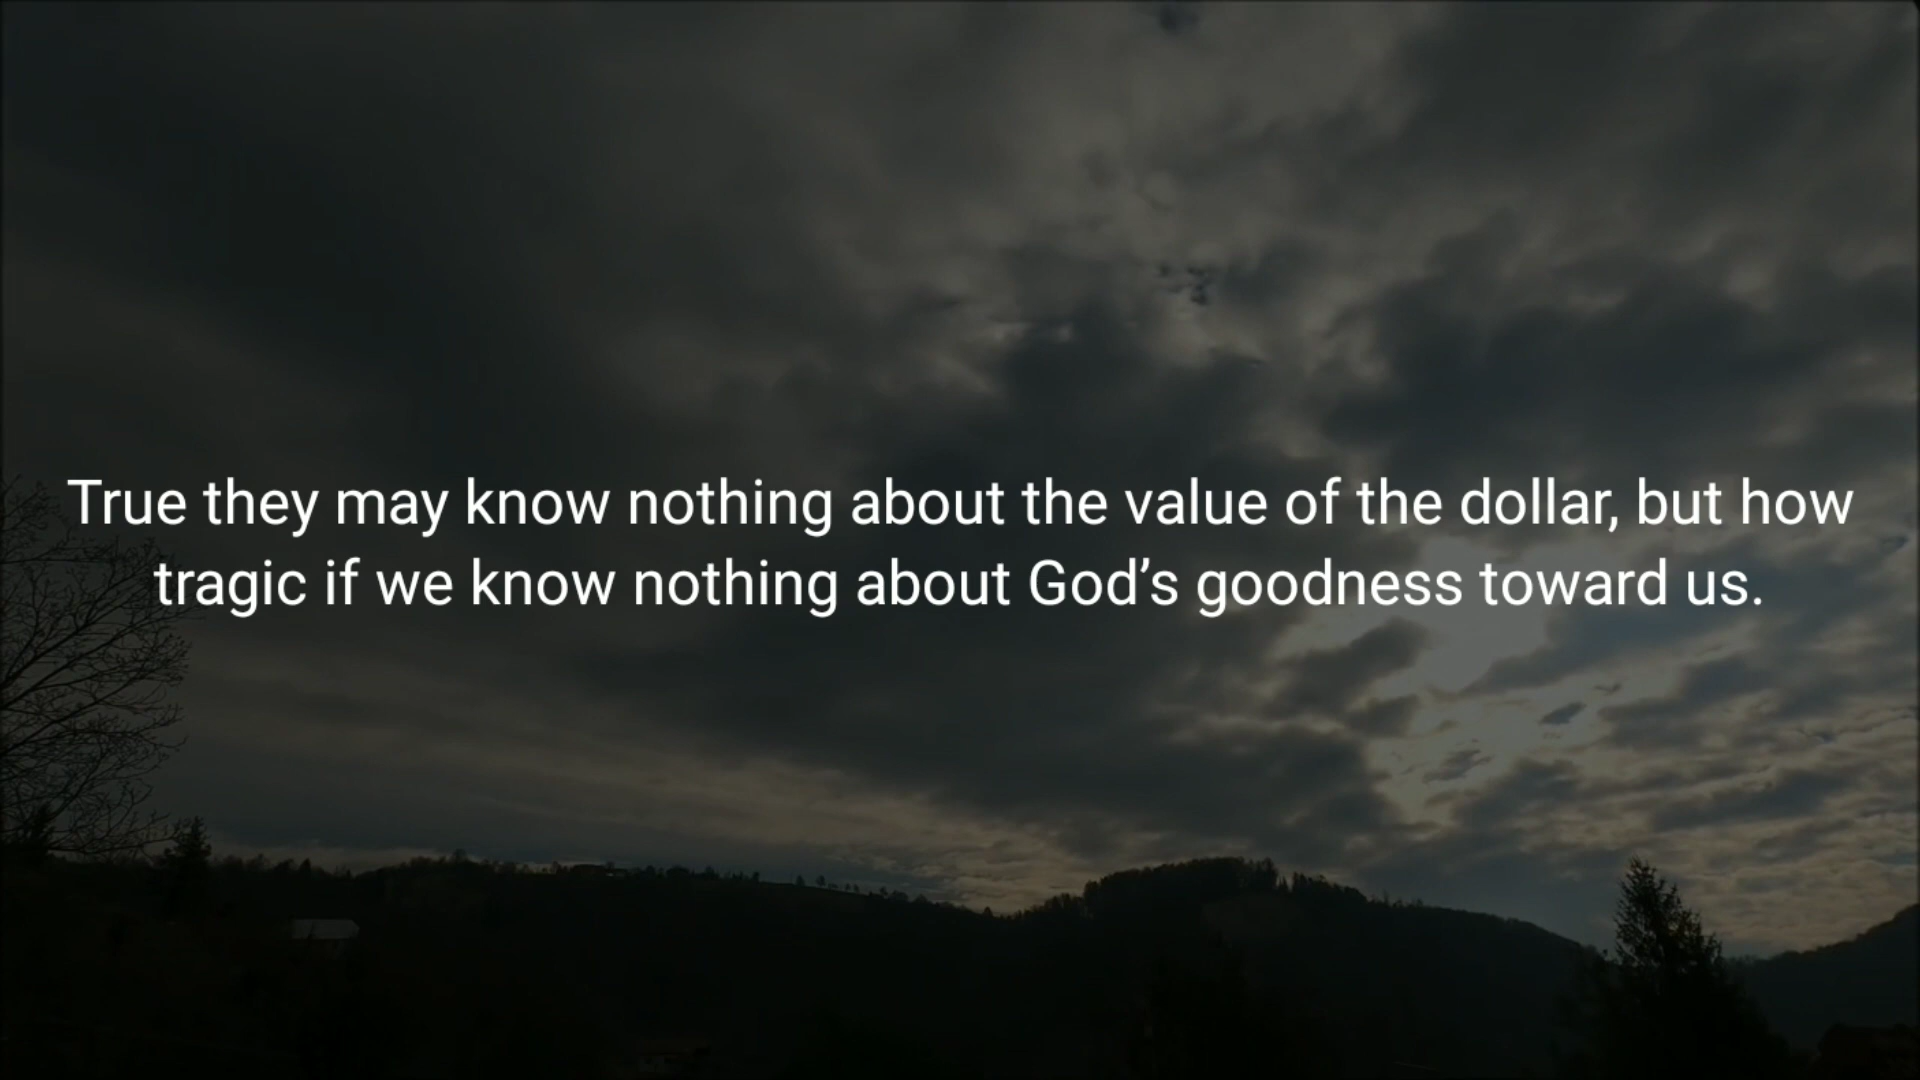 True they may know nothing about the value of the dollar, but how
tragic if we know nothing about God’s goodness toward us.